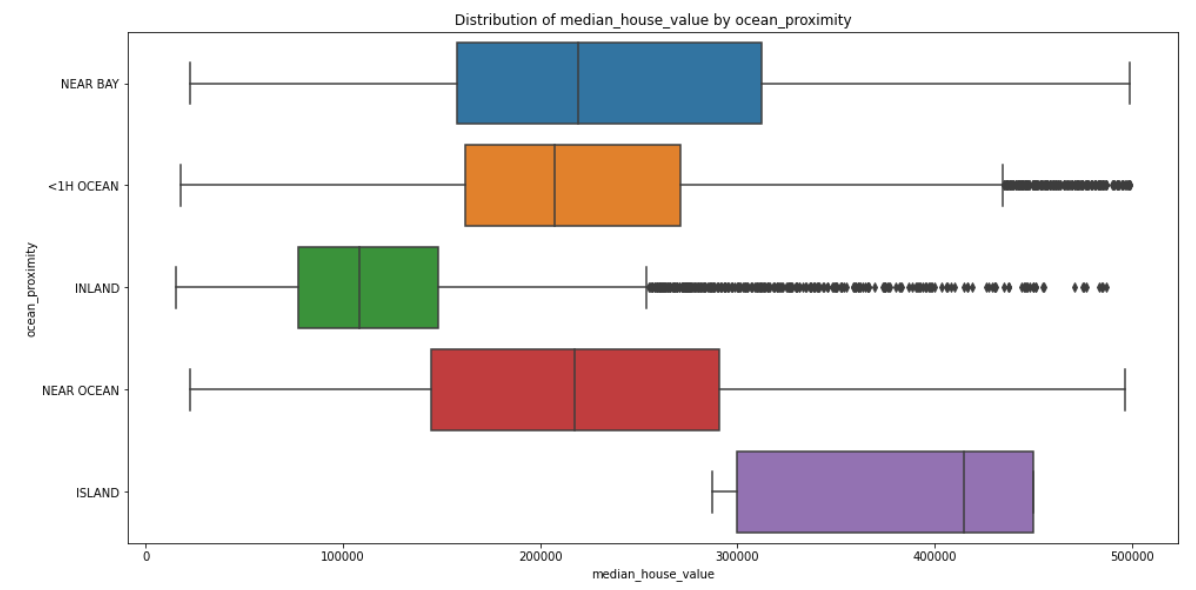 Distribution of median_house_value by ocean_proximity
NEAR BAY
<1H OCEAN
INLAND
NEAR OCEAN
ISLAND
ocean_proximity
0 100000 200000 300000 400000 500000
median_house_value